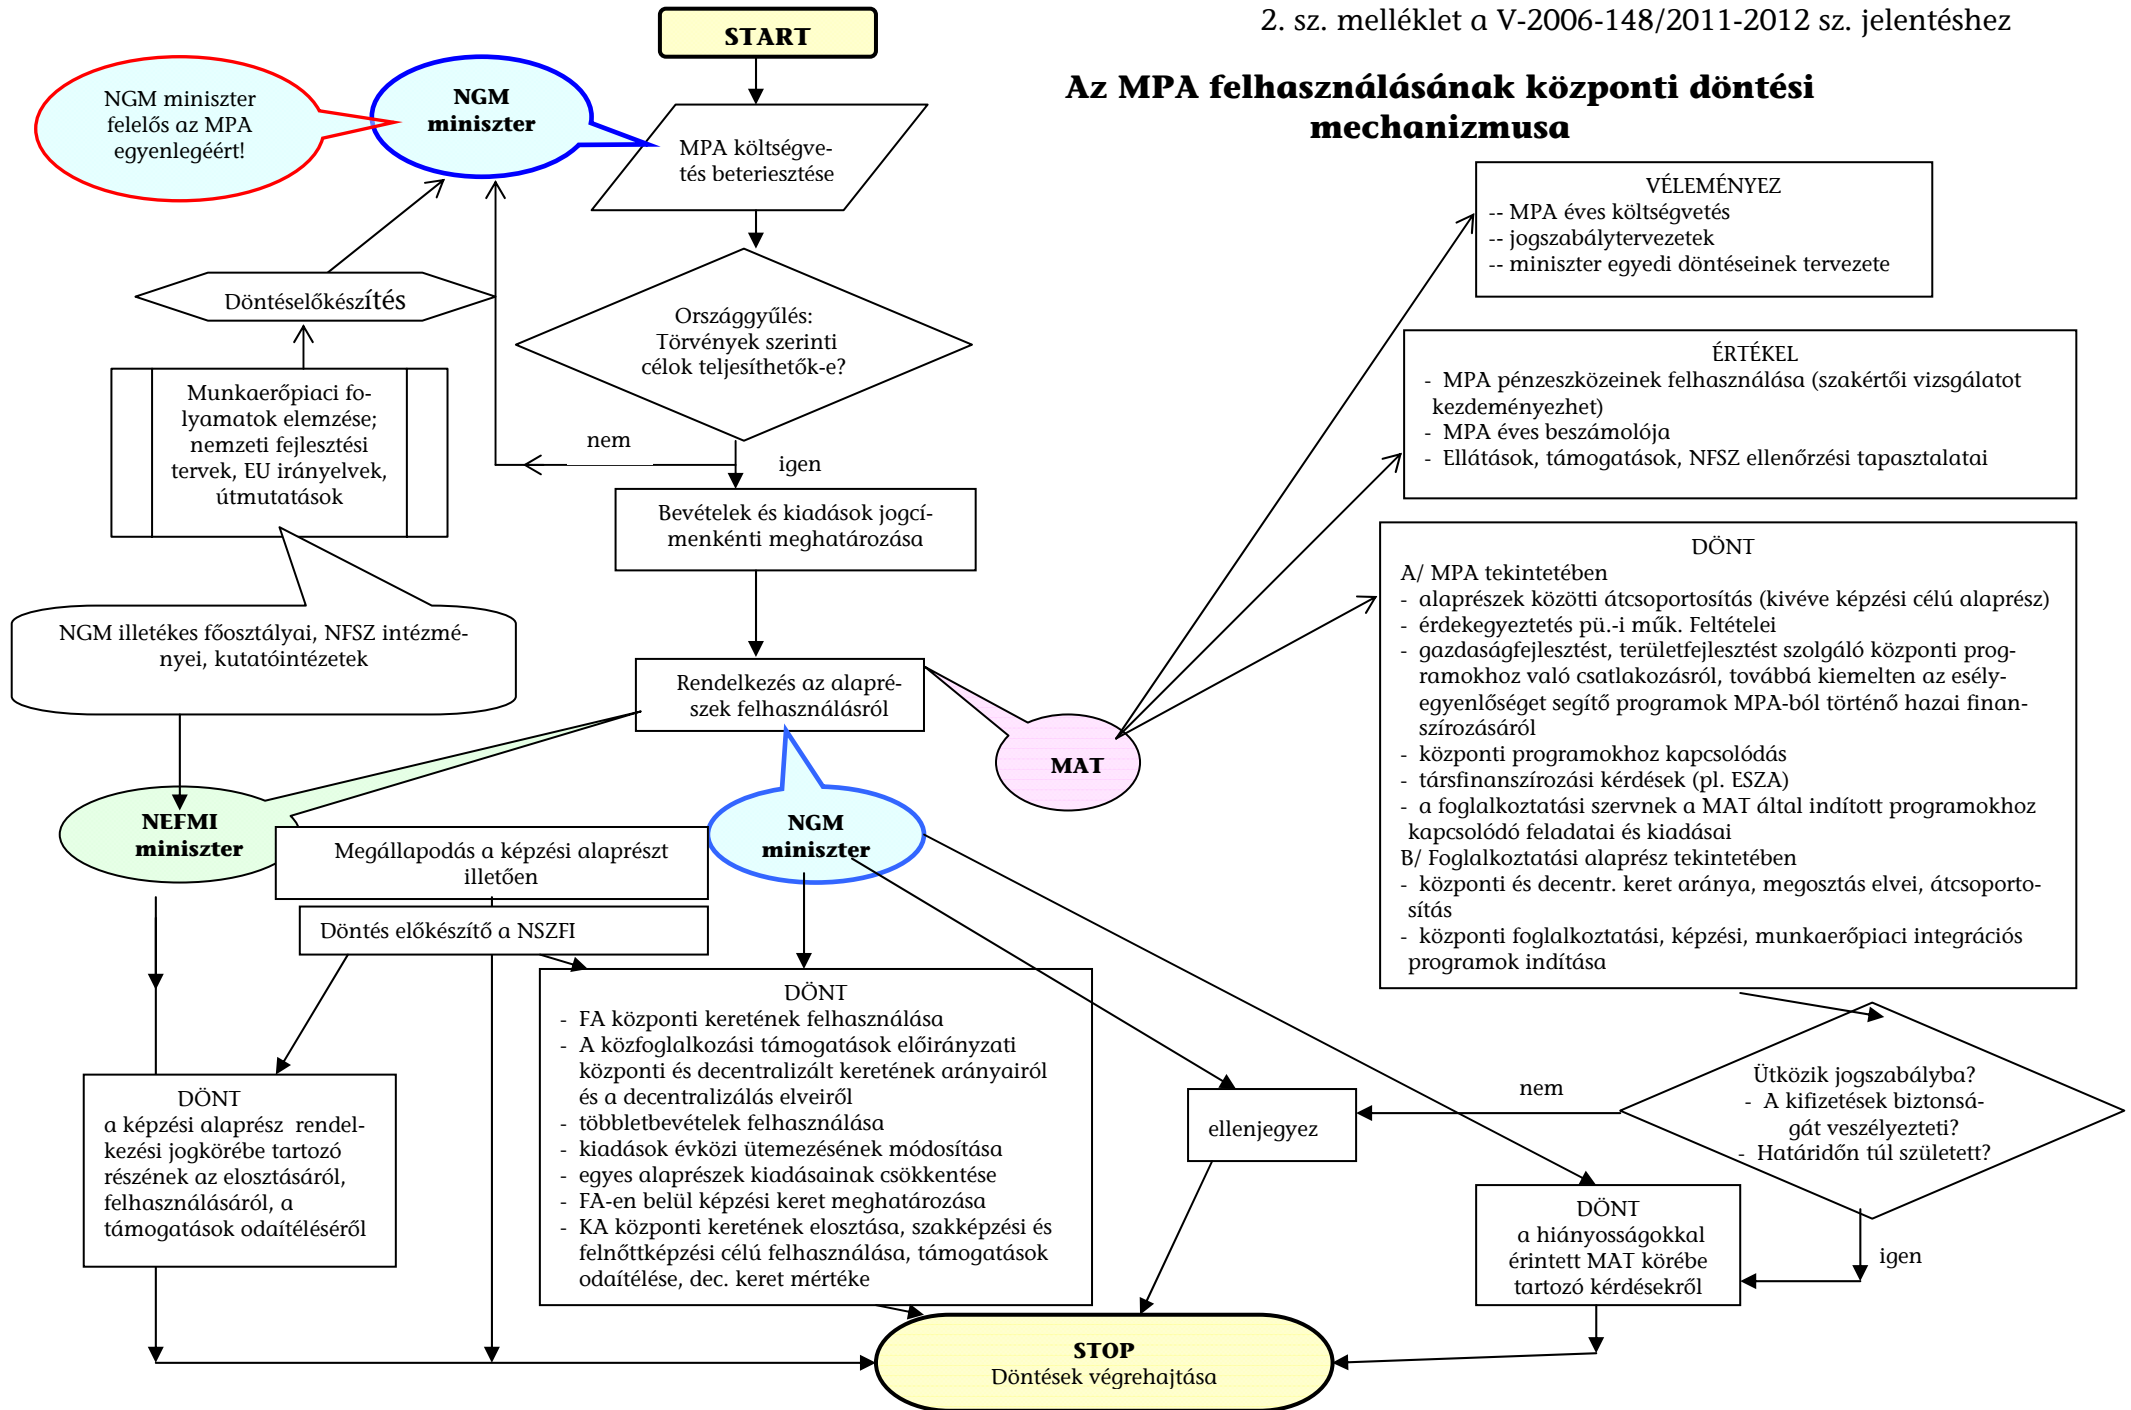 2. sz. melléklet a V-2006-148/2011-2012 sz. jelentéshez
Az MPA felhasználásának központi döntési
mechanizmusa
START
NGM miniszter
felelős az MPA
egyenlegéért!
NGM
miniszter
MPA költségve-
tés beteriesztése
Döntéselőkészítés
Országgyűlés:
Törvények szerinti
célok teljesíthetők-e?
nem
igen
Munkaerőpiaci fo-
lyamatok elemzése;
nemzeti fejlesztési
tervek, EU irányelvek,
útmutatások
Bevételek és kiadások jogcí-
menkénti meghatározása
NGM illetékes főosztályai, NFSZ intézmé-
nyei, kutatóintézetek
Rendelkezés az alapré-
szek felhasználásról
MAT
VÉLEMÉNYEZ
-- MPA éves költségvetés
-- jogszabálytervezetek
-- miniszter egyedi döntéseinek tervezete
ÉRTÉKEL
- MPA pénzeszközeinek felhasználása (szakértői vizsgálatot
kezdeményezhet)
- MPA éves beszámolója
- Ellátások, támogatások, NFSZ ellenőrzési tapasztalatai
DÖNT
A/ MPA tekintetében
- alaprészek közötti átcsoportosítás (kivéve képzési célú alaprész)
- érdekegyeztetés pü.-i műk. Feltételei
- gazdaságfejlesztést, területfejlesztést szolgáló központi prog-
ramokhoz való csatlakozásról, továbbá kiemelten az esély-
egyenlőséget segítő programok MPA-ból történő hazai finan-
szírozásáról
- központi programokhoz kapcsolódás
- társfinanszírozási kérdések (pl. ESZA)
- a foglalkoztatási szervnek a MAT által indított programokhoz
kapcsolódó feladatai és kiadásai
B/ Foglalkoztatási alaprész tekintetében
- központi és decentr. keret aránya, megosztás elvei, átcsoporto-
sítás
- központi foglalkoztatási, képzési, munkaerőpiaci integrációs
programok indítása
NEFMI
miniszter
Megállapodás a képzési alaprészt
illetően
Döntés előkészítő a NSZFI
NGM
miniszter
DÖNT
a képzési alaprész rendel-
kezési jogkörébe tartozó
részének az elosztásáról,
felhasználásáról, a
támogatások odaítéléséről
DÖNT
- FA központi keretének felhasználása
- A közfoglalkozási támogatások előirányzati
központi és decentralizált keretének arányairól
és a decentralizálás elveiről
- többletbevételek felhasználása
- kiadások évközi ütemezésének módosítása
- egyes alaprészek kiadásainak csökkentése
- FA-en belül képzési keret meghatározása
- KA központi keretének elosztása, szakképzési és
felnőttképzési célú felhasználása, támogatások
odaítélése, dec. keret mértéke
ellenjegyez
nem
Ütközik jogszabályba?
- A kifizetések biztonsá-
gát veszélyezteti?
- Határidőn túl született?
igen
DÖNT
a hiányosságokkal
érintett MAT körébe
tartozó kérdésekről
STOP
Döntések végrehajtása